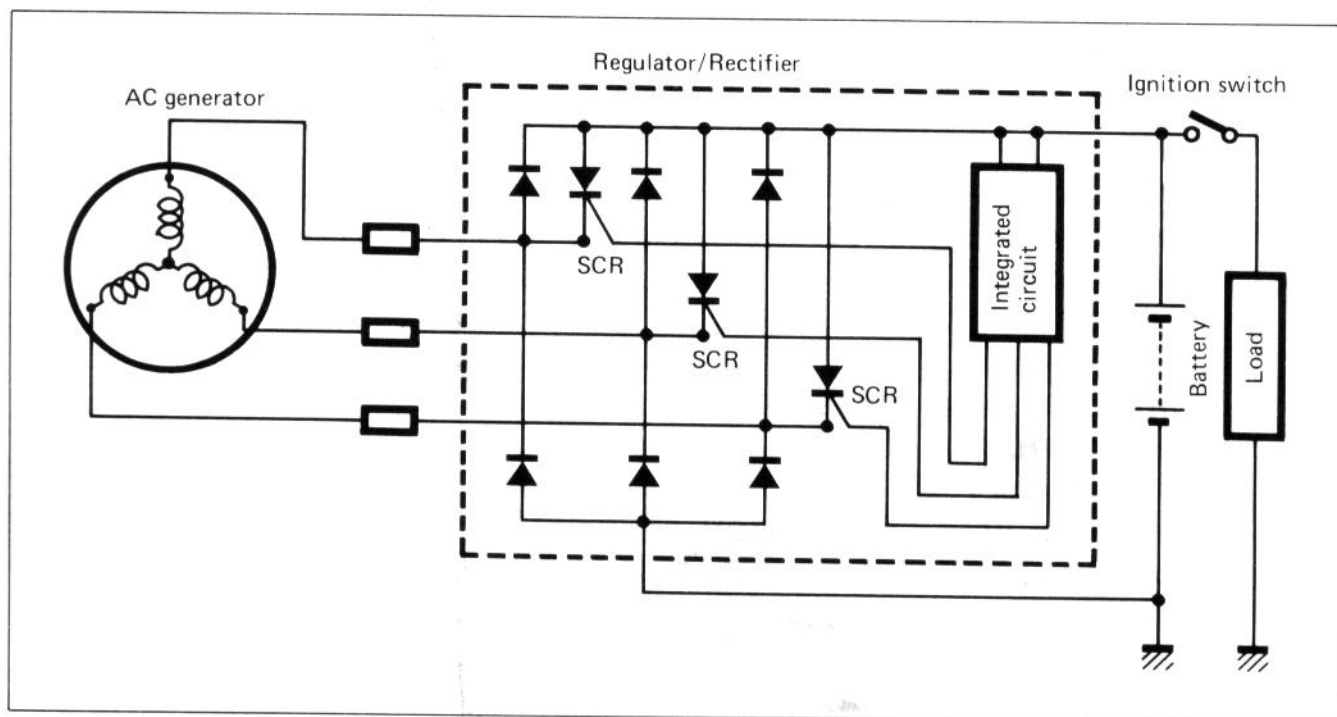 Regulator/Rectifier
AC generator
Ignition switch
SCR
SCR
SCR
Integrated
circuit
Battery
Load